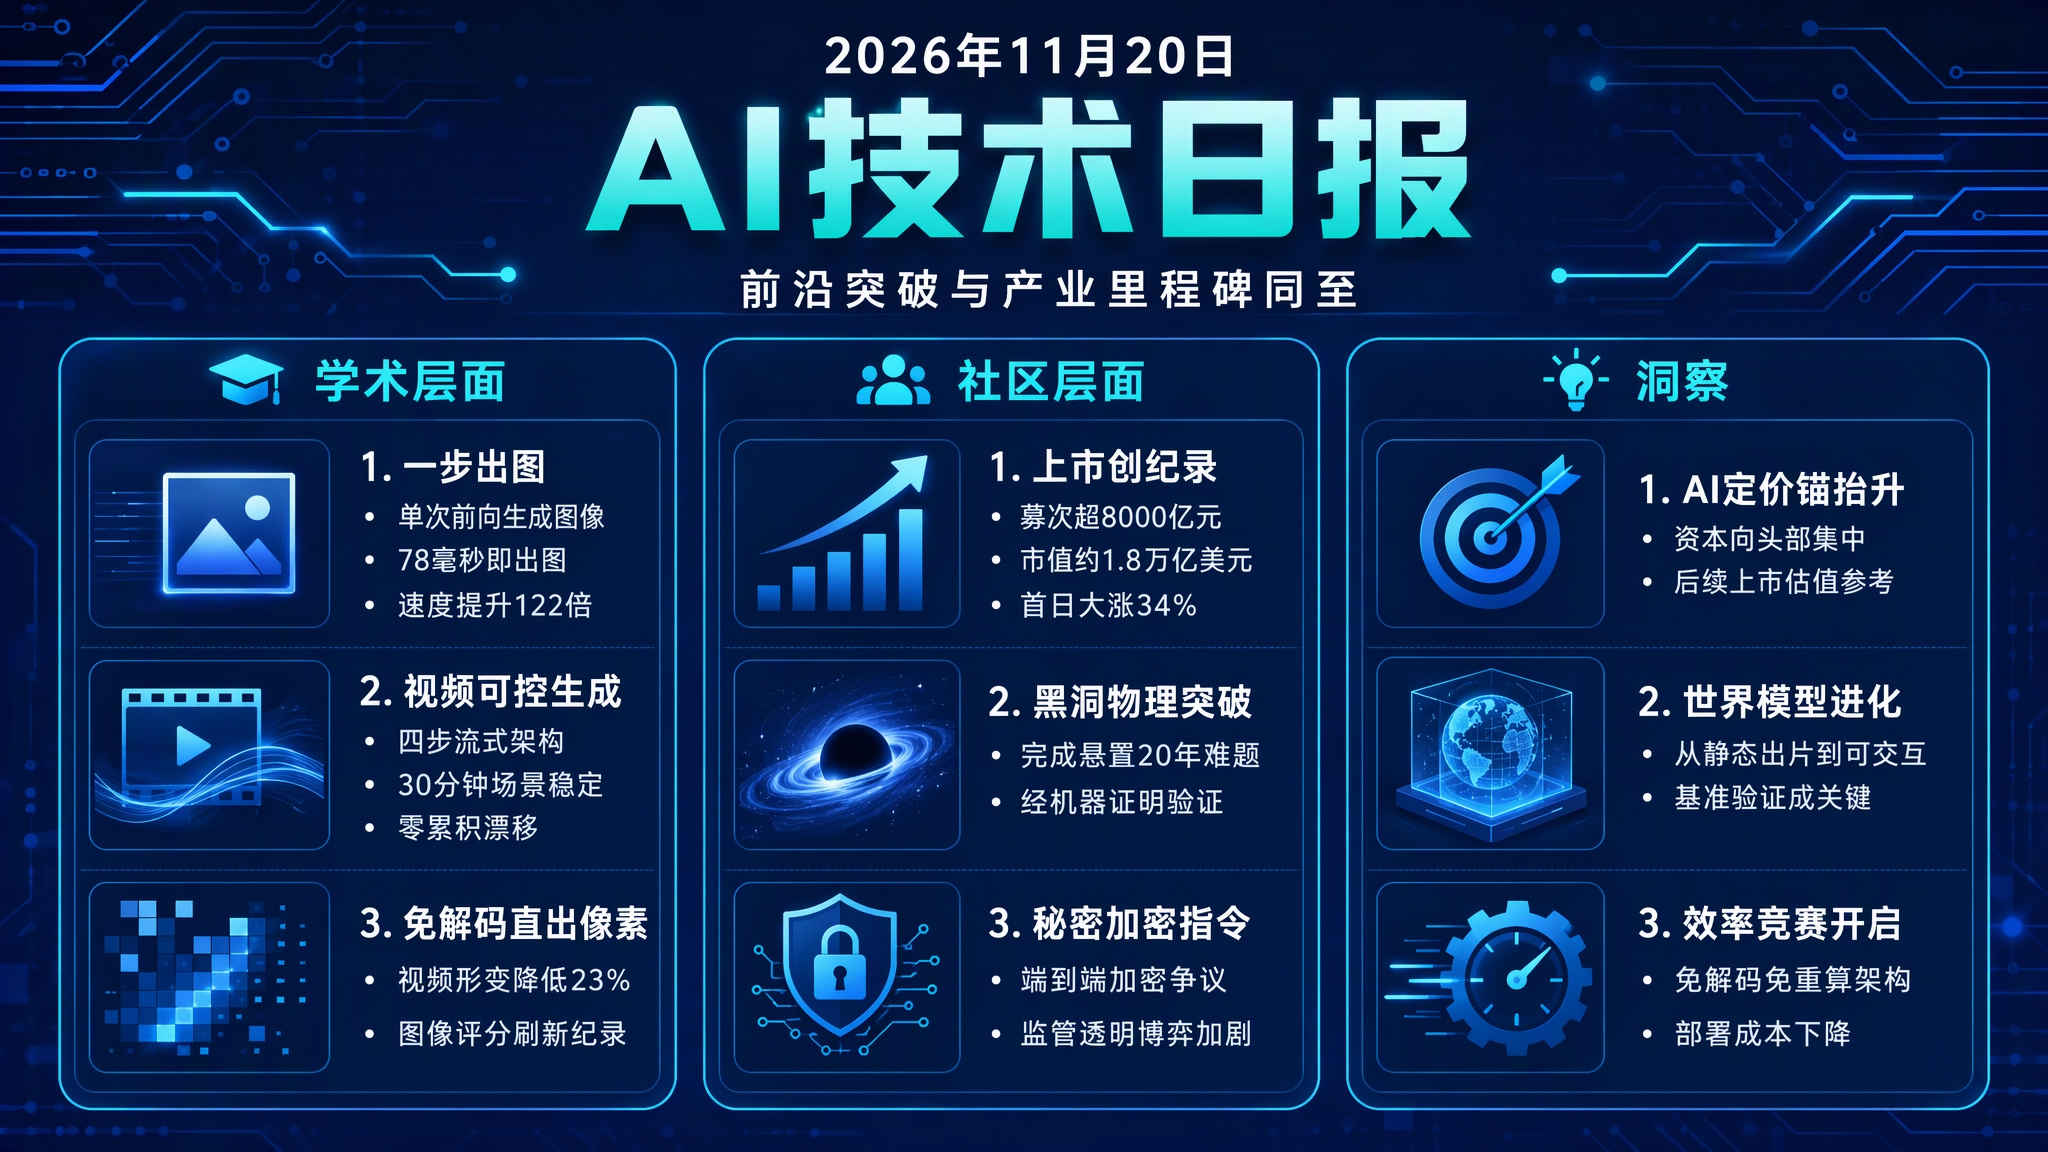 2026年11月20日
AI技术日报
前沿突破与产业里程碑同至
学术层面
1. 一步出图
• 单次前向生成图像
• 78毫秒即出图
• 速度提升122倍
2. 视频可控生成
• 四步流式架构
• 30分钟场景稳定
• 零累积漂移
3. 免解码直出像素
• 视频形变降低23%
• 图像评分刷新纪录
社区层面
1. 上市创纪录
• 募次超8000亿元
• 市值约1.8万亿美元
• 首日大涨34%
2. 黑洞物理突破
• 完成悬置20年难题
• 经机器证明验证
3. 秘密加密指令
• 端到端加密争议
• 监管透明博弈加剧
洞察
1. AI定价锚抬升
• 资本向头部集中
• 后续上市估值参考
2. 世界模型进化
• 从静态出片到可交互
• 基准验证成关键
3. 效率竞赛开启
• 免解码免重算架构
• 部署成本下降